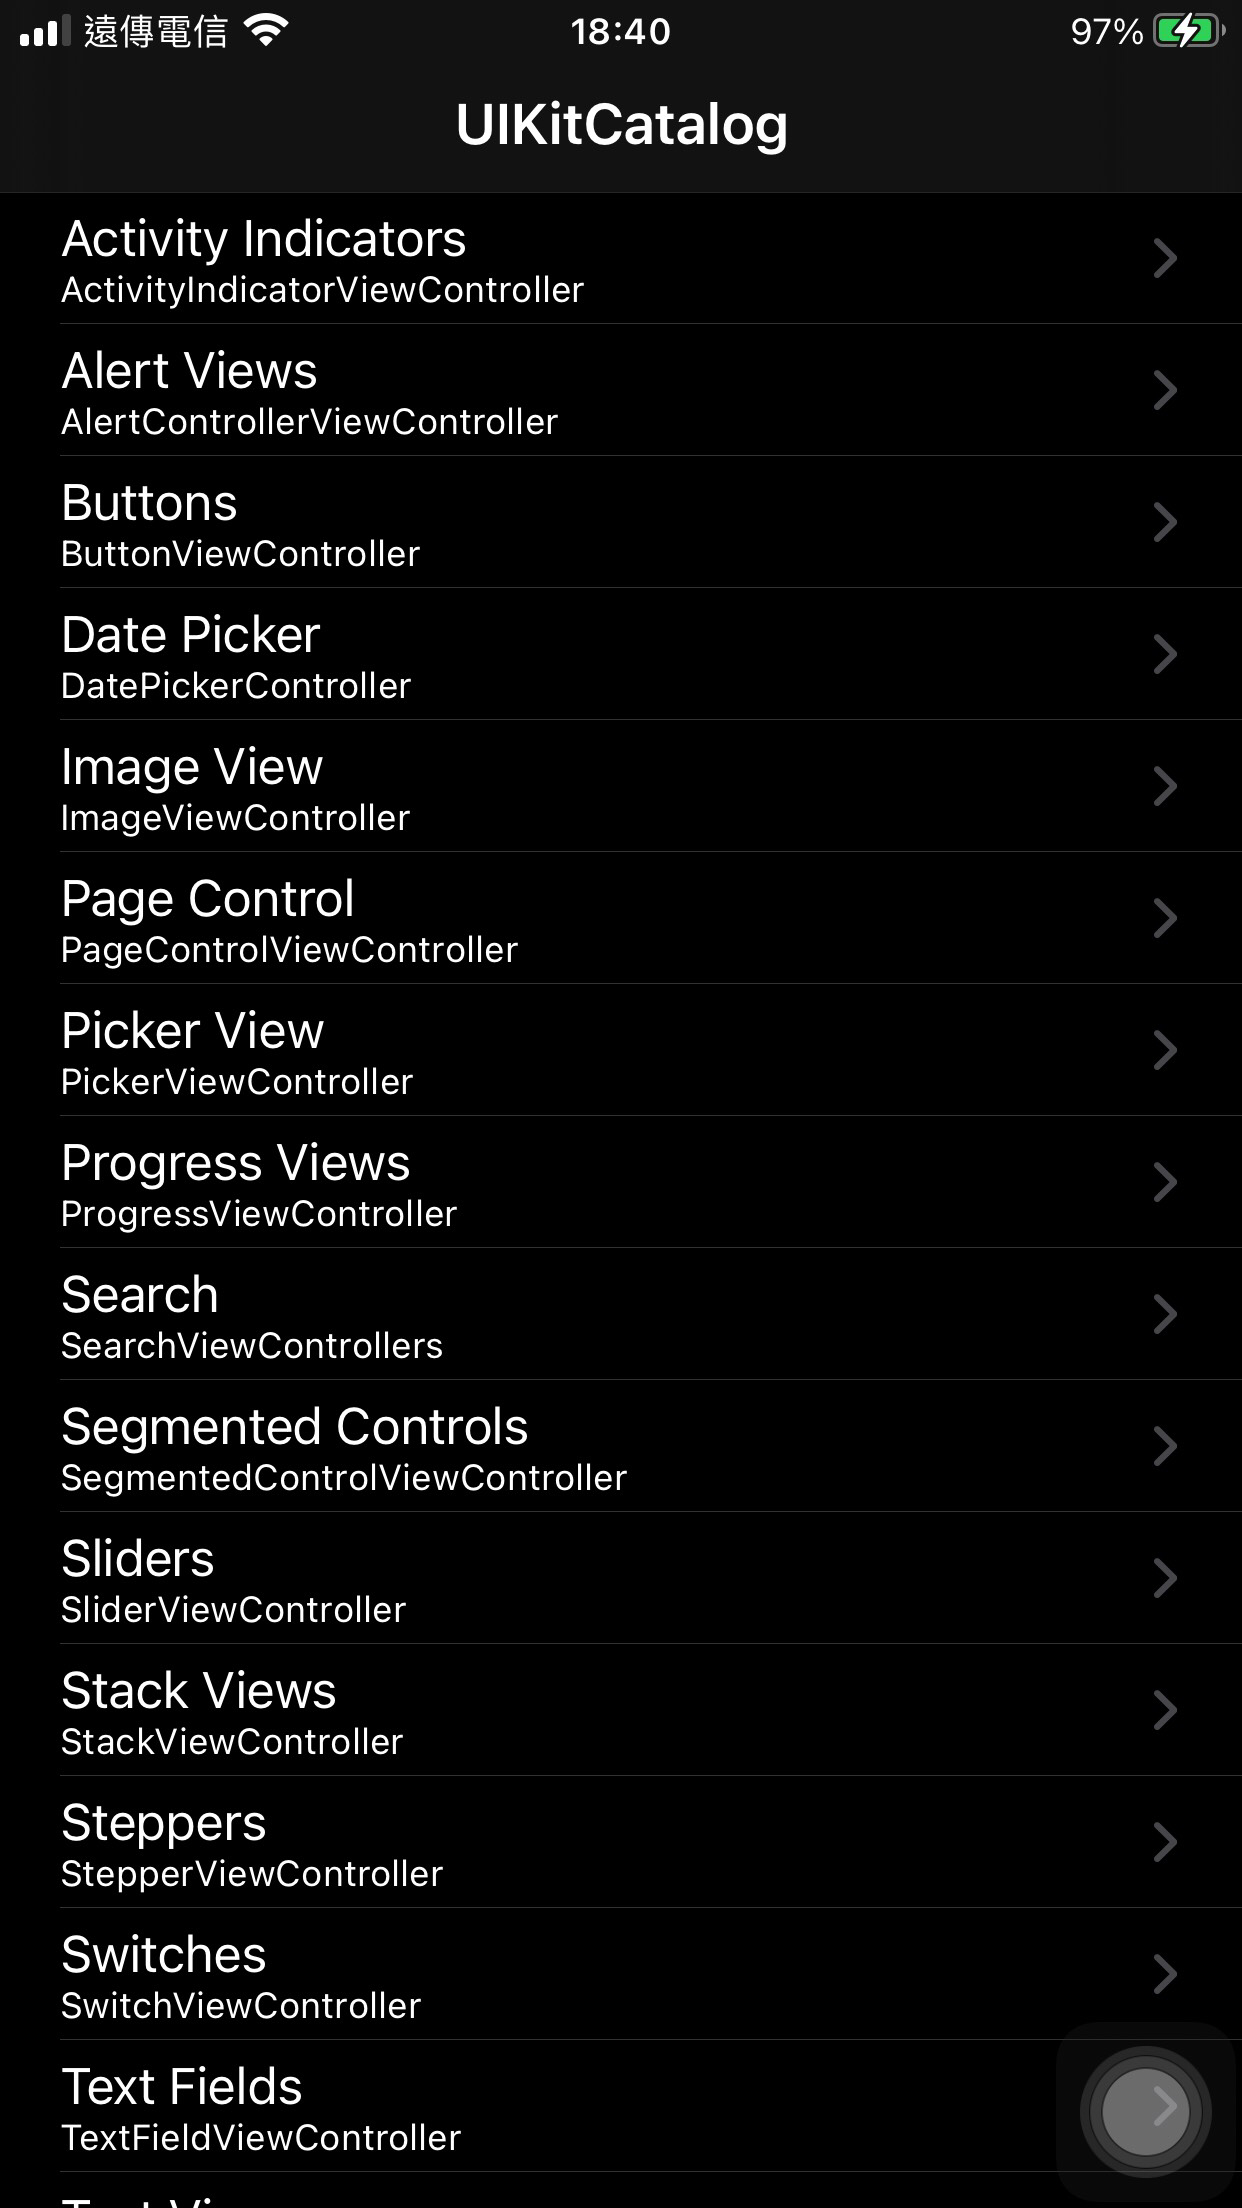 遠傳電信 18:40 97%
UIKitCatalog
Activity Indicators
ActivityIndicatorViewController
Alert Views
AlertControllerViewController
Buttons
ButtonViewController
Date Picker
DatePickerController
Image View
ImageViewController
Page Control
PageControlViewController
Picker View
PickerViewController
Progress Views
ProgressViewController
Search
SearchViewControllers
Segmented Controls
SegmentedControlViewController
Sliders
SliderViewController
Stack Views
StackViewController
Steppers
StepperViewController
Switches
SwitchViewController
Text Fields
TextFieldViewController